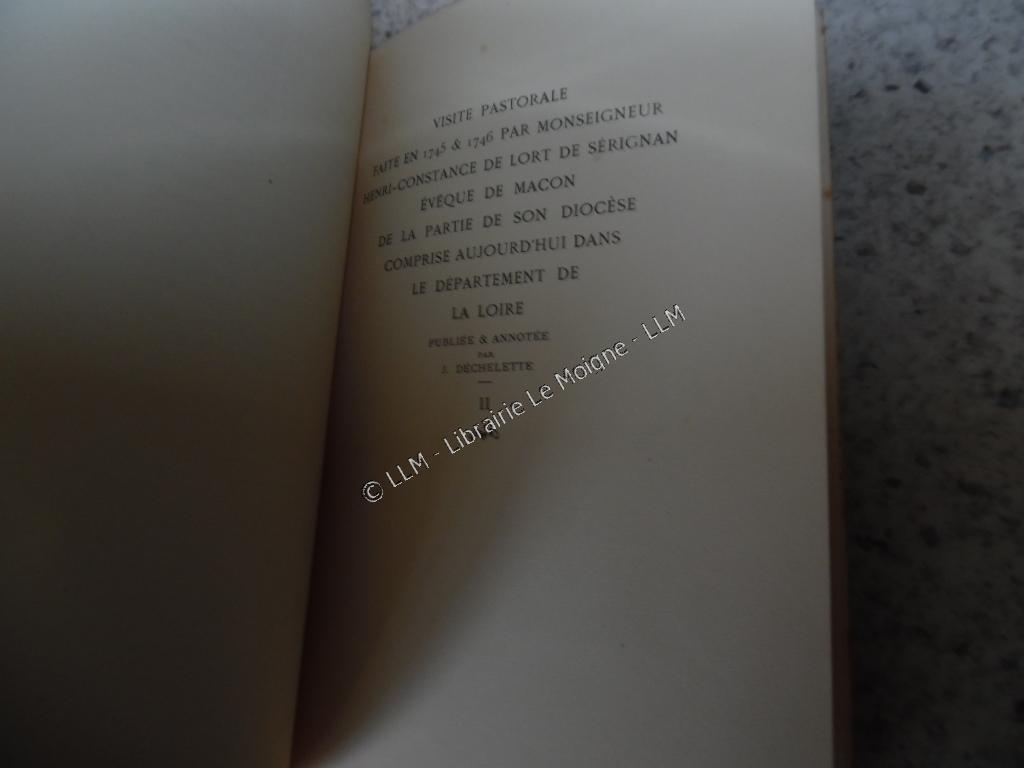 VISITE PASTORALE
FAITE EN 1745 & 1746 PAR MONSEIGNEUR
HENRI-CONSTANCE DE LORT DE SÉRIGNAN
ÉVÊQUE DE MACON
DE LA PARTIE DE SON DIOCÈSE
COMPRISE AUJOURD'HUI DANS
LE DÉPARTEMENT DE
LA LOIRE
PUBLIÉE & ANNOTÉE
PAR
J. DÉCHELETTE
II
© LLM - Librairie Le Moigne - LLM